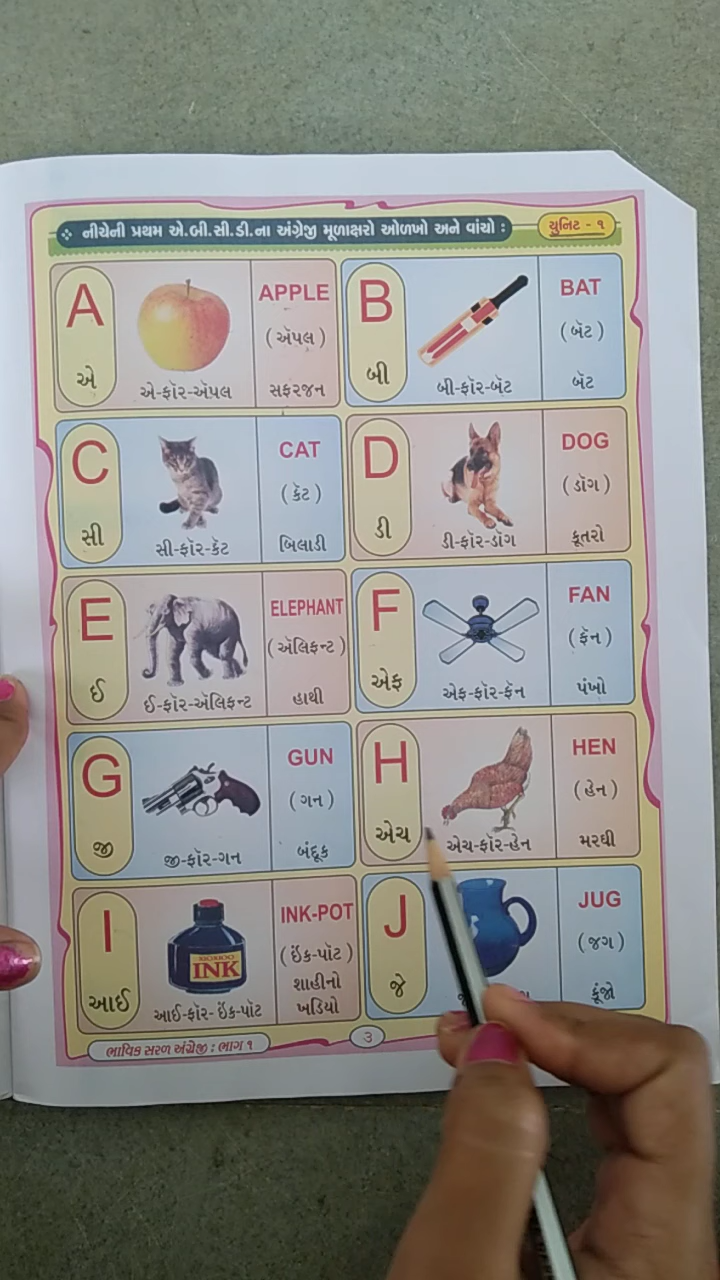 ❖ નીચેની પ્રથમ એ.બી.સી.ડી.ના અંગ્રેજી મૂળાક્ષરો ઓળખો અને વાંચો :
યુનિટ - ૧
A
એ
એ-ફૉર-ઍપલ
APPLE
(ઍપલ)
સફરજન
B
બી
બી-ફૉર-બૅટ
BAT
(બૅટ)
બૅટ
C
સી
સી-ફૉર-કૅટ
CAT
(કૅટ)
બિલાડી
D
ડી
ડી-ફૉર-ડૉગ
DOG
(ડૉગ)
કૂતરો
E
ઈ
ઈ-ફૉર-ઍલિફન્ટ
ELEPHANT
(ઍલિફન્ટ)
હાથી
F
એફ
એફ-ફૉર-ફૅન
FAN
(ફૅન)
પંખો
G
જી
જી-ફૉર-ગન
GUN
(ગન)
બંદૂક
H
એચ
એચ-ફૉર-હેન
HEN
(હેન)
મરઘી
I
આઈ
INK
આઈ-ફૉર- ઈંક-પૉટ
INK-POT
(ઈંક-પૉટ)
શાહીનો
ખડિયો
J
જે
JUG
(જગ)
કૂંજો
ભાવિક સરળ અંગ્રેજી : ભાગ ૧
૩